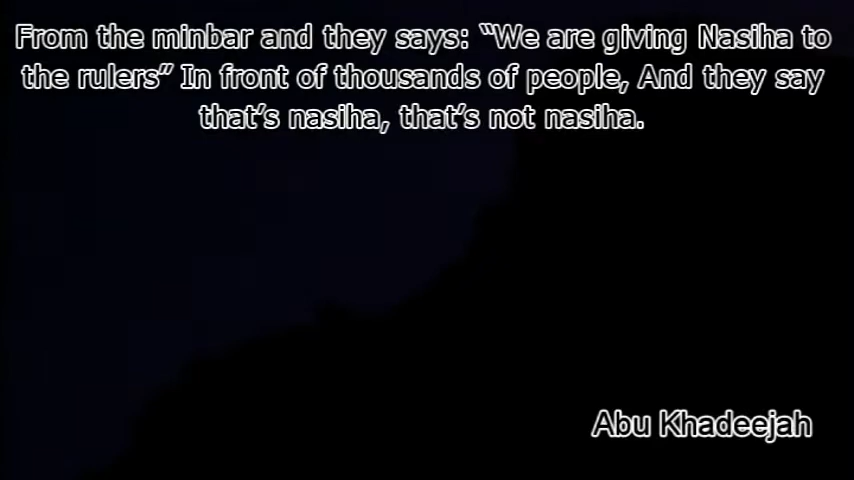 From the minbar and they says: “We are giving Nasiha to
the rulers” In front of thousands of people, And they say
that’s nasiha, that’s not nasiha.
Abu Khadeejah